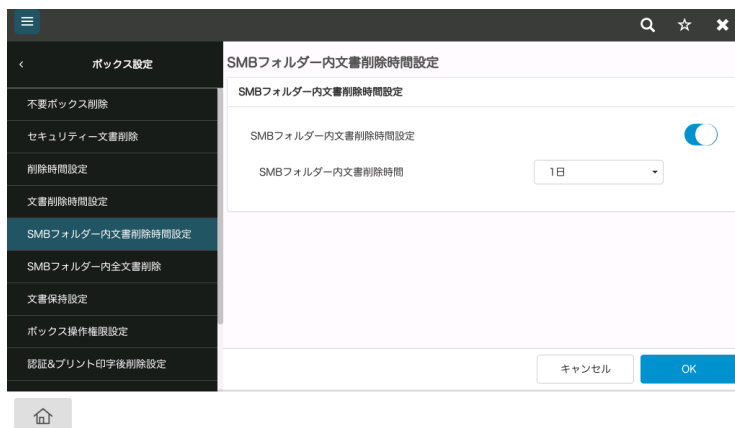 ボックス設定
不要ボックス削除
セキュリティー文書削除
削除時間設定
文書削除時間設定
SMBフォルダー内文書削除時間設定
SMBフォルダー内全文書削除
文書保持設定
ボックス操作権限設定
認証&プリント印字後削除設定
SMBフォルダー内文書削除時間設定
SMBフォルダー内文書削除時間設定
SMBフォルダー内文書削除時間設定
SMBフォルダー内文書削除時間
1日
キャンセル
OK